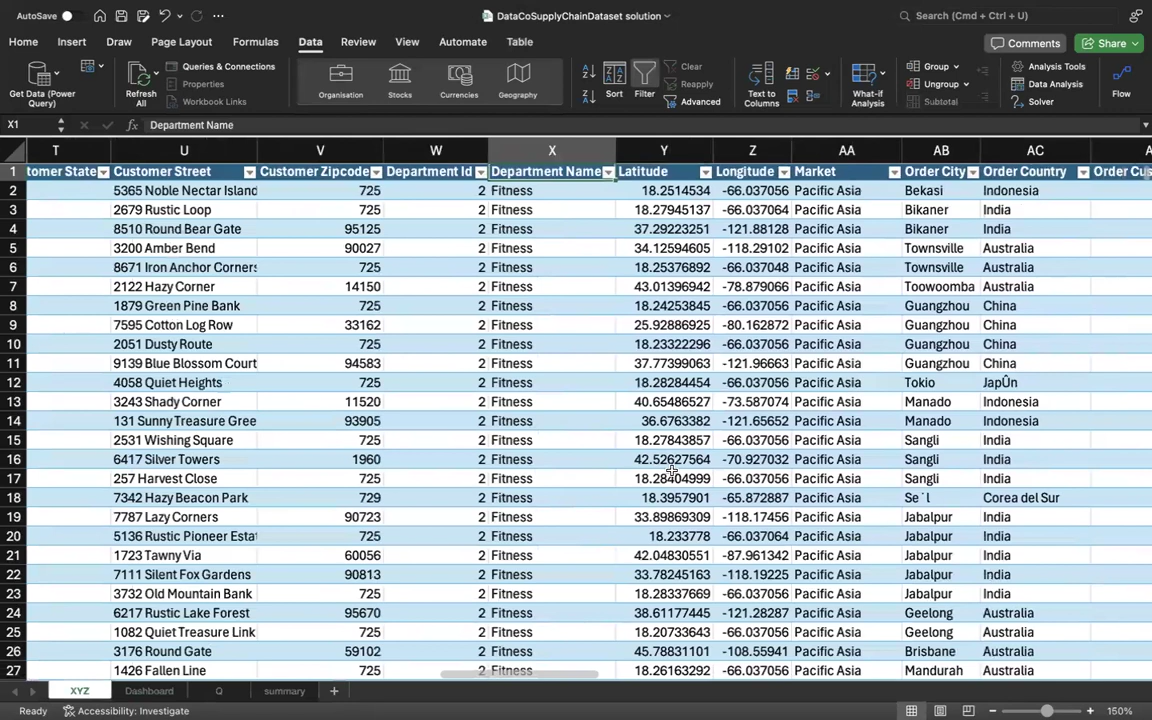 AutoSave
DataCoSupplyChainDataset solution
Search (Cmd + Ctrl + U)
Home Insert Draw Page Layout Formulas Data Review View Automate Table Comments Share
Get Data (Power Query)
Refresh All
Queries & Connections
Properties
Workbook Links
Organisation Stocks Currencies Geography
Sort Filter
Clear
Reapply
Advanced
Text to Columns
What-if Analysis
Group
Ungroup
Subtotal
Analysis Tools
Data Analysis
Solver
Flow
X1 fx Department Name
T U V W X Y Z AA AB AC
1 tomer State Customer Street Customer Zipcode Department Id Department Name Latitude Longitude Market Order City Order Country Order Cus
2 5365 Noble Nectar Island 725 2 Fitness 18.2514534 -66.037056 Pacific Asia Bekasi Indonesia
3 2679 Rustic Loop 725 2 Fitness 18.27945137 -66.037064 Pacific Asia Bikaner India
4 8510 Round Bear Gate 95125 2 Fitness 37.29223251 -121.88128 Pacific Asia Bikaner India
5 3200 Amber Bend 90027 2 Fitness 34.12594605 -118.29102 Pacific Asia Townsville Australia
6 8671 Iron Anchor Corners 725 2 Fitness 18.25376892 -66.037048 Pacific Asia Townsville Australia
7 2122 Hazy Corner 14150 2 Fitness 43.01396942 -78.879066 Pacific Asia Toowoomba Australia
8 1879 Green Pine Bank 725 2 Fitness 18.24253845 -66.037056 Pacific Asia Guangzhou China
9 7595 Cotton Log Row 33162 2 Fitness 25.92886925 -80.162872 Pacific Asia Guangzhou China
10 2051 Dusty Route 725 2 Fitness 18.23322296 -66.037056 Pacific Asia Guangzhou China
11 9139 Blue Blossom Court 94583 2 Fitness 37.77399063 -121.96663 Pacific Asia Guangzhou China
12 4058 Quiet Heights 725 2 Fitness 18.28284454 -66.037056 Pacific Asia Tokio JapÛn
13 3243 Shady Corner 11520 2 Fitness 40.65486527 -73.587074 Pacific Asia Manado Indonesia
14 131 Sunny Treasure Gree 93905 2 Fitness 36.6763382 -121.65652 Pacific Asia Manado Indonesia
15 2531 Wishing Square 725 2 Fitness 18.27843857 -66.037056 Pacific Asia Sangli India
16 6417 Silver Towers 1960 2 Fitness 42.52627564 -70.927032 Pacific Asia Sangli India
17 257 Harvest Close 725 2 Fitness 18.28404999 -66.037056 Pacific Asia Sangli India
18 7342 Hazy Beacon Park 729 2 Fitness 18.3957901 -65.872887 Pacific Asia Se˙l Corea del Sur
19 7787 Lazy Corners 90723 2 Fitness 33.89869309 -118.17456 Pacific Asia Jabalpur India
20 5136 Rustic Pioneer Esta 725 2 Fitness 18.233778 -66.037064 Pacific Asia Jabalpur India
21 1723 Tawny Via 60056 2 Fitness 42.04830551 -87.961342 Pacific Asia Jabalpur India
22 7111 Silent Fox Gardens 90813 2 Fitness 33.78245163 -118.19225 Pacific Asia Jabalpur India
23 3732 Old Mountain Bank 725 2 Fitness 18.28337669 -66.037056 Pacific Asia Jabalpur India
24 6217 Rustic Lake Forest 95670 2 Fitness 38.61177445 -121.28287 Pacific Asia Geelong Australia
25 1082 Quiet Treasure Link 725 2 Fitness 18.20733643 -66.037056 Pacific Asia Geelong Australia
26 3176 Round Gate 59102 2 Fitness 45.78831101 -108.55941 Pacific Asia Brisbane Australia
27 1426 Fallen Line 725 2 Fitness 18.26163292 -66.037056 Pacific Asia Mandurah Australia
XYZ Dashboard Q summary
Ready Accessibility: Investigate 150%